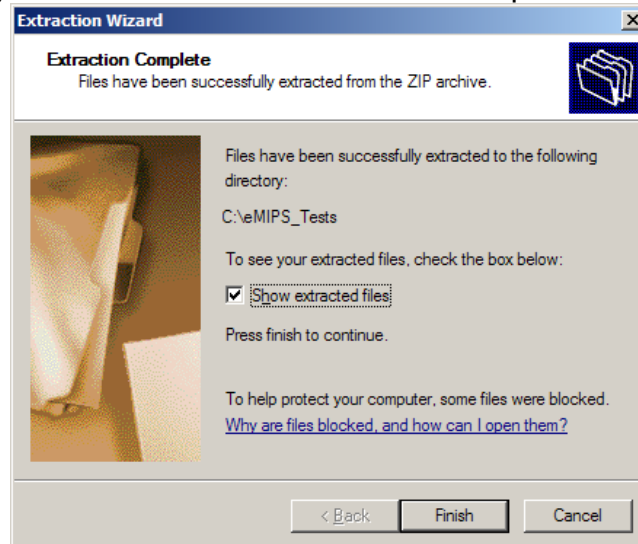 Extraction Wizard
Extraction Complete
Files have been successfully extracted from the ZIP archive.
Files have been successfully extracted to the following
directory:
C:\eMIPS_Tests
To see your extracted files, check the box below:
Show extracted files
Press finish to continue.
To help protect your computer, some files were blocked.
Why are files blocked, and how can I open them?
< Back
Finish
Cancel